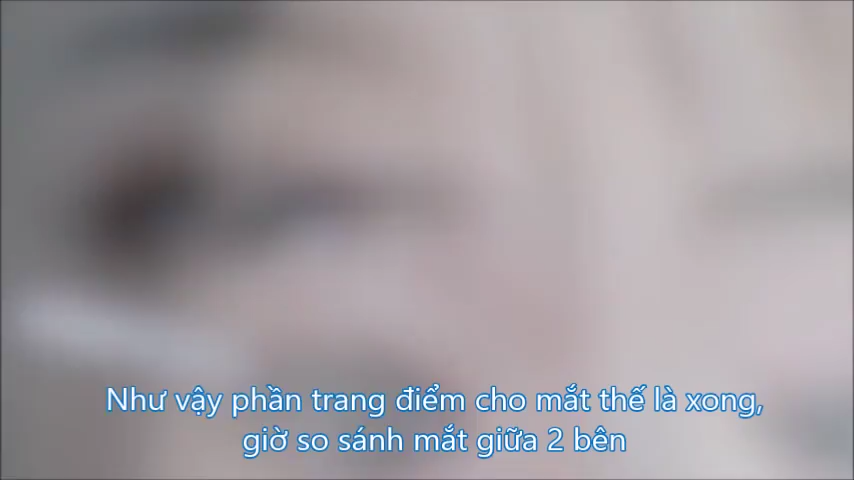 Như vậy phần trang điểm cho mắt thế là xong,
giờ so sánh mắt giữa 2 bên